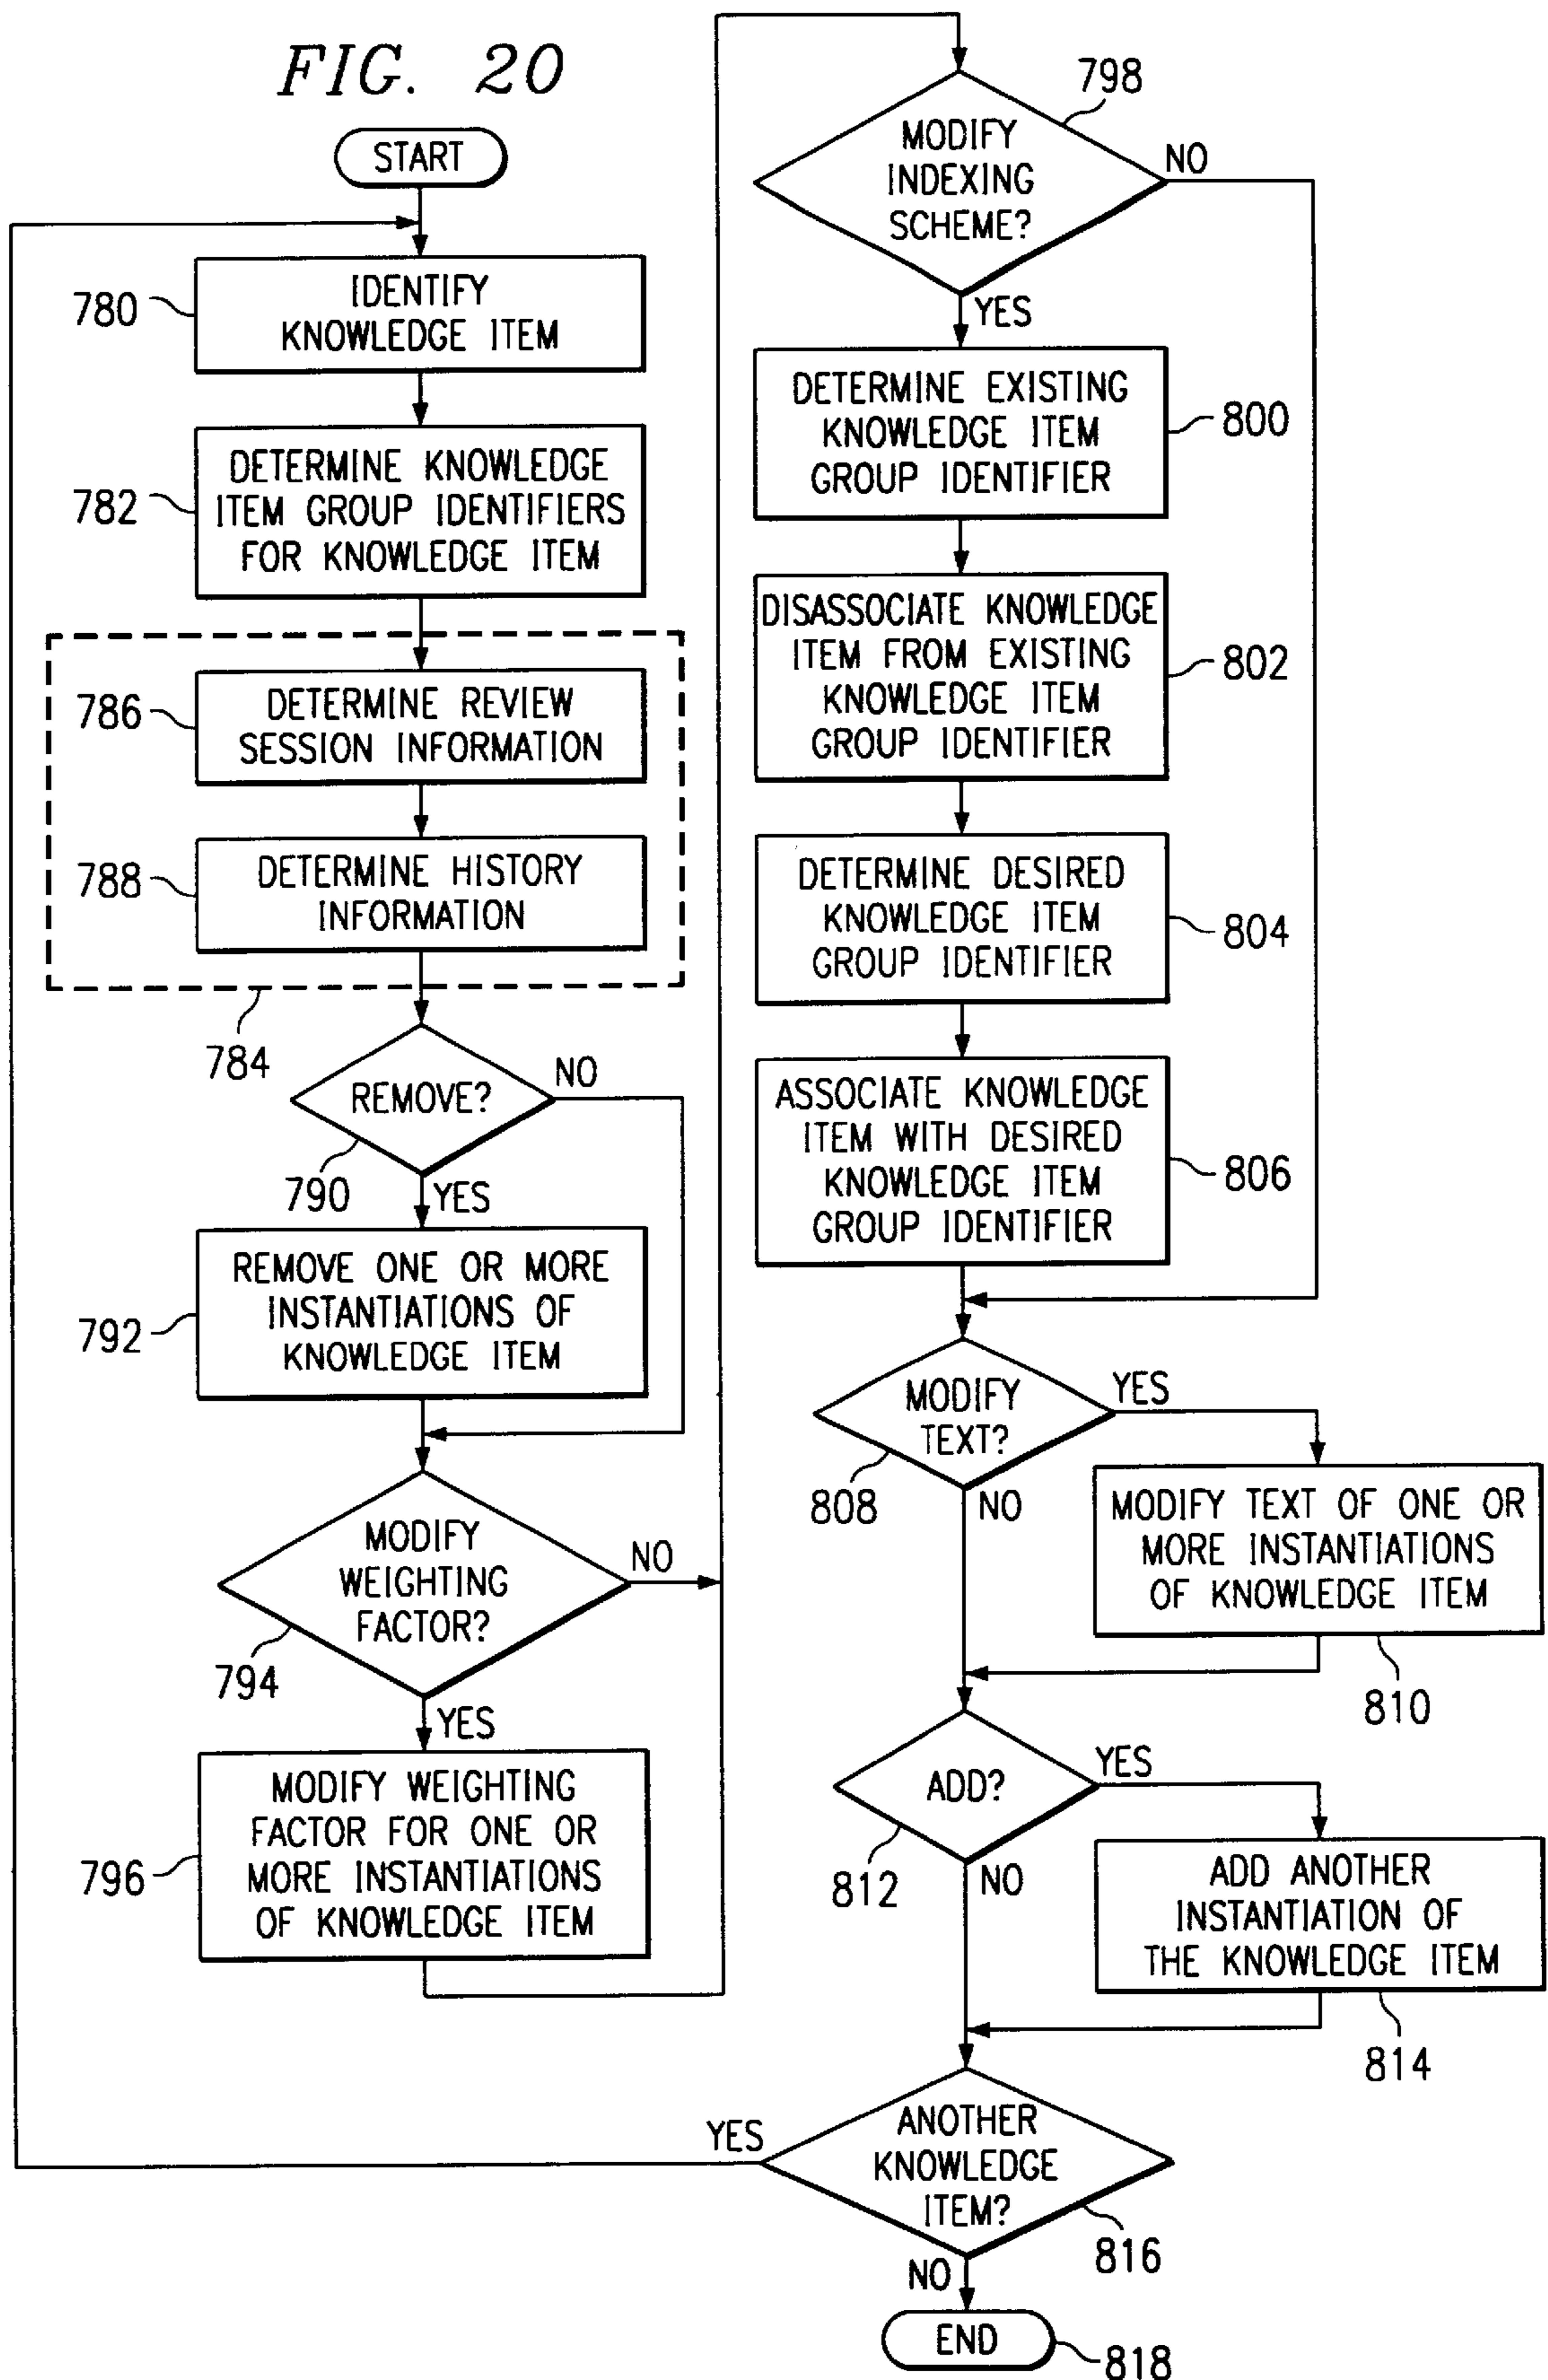 FIG. 20
START
780
IDENTIFY
KNOWLEDGE ITEM
782
DETERMINE KNOWLEDGE
ITEM GROUP IDENTIFIERS
FOR KNOWLEDGE ITEM
786
DETERMINE REVIEW
SESSION INFORMATION
788
DETERMINE HISTORY
INFORMATION
784
REMOVE?
NO
790
YES
792
REMOVE ONE OR MORE
INSTANTIATIONS OF
KNOWLEDGE ITEM
MODIFY
WEIGHTING
FACTOR?
NO
794
YES
796
MODIFY WEIGHTING
FACTOR FOR ONE OR
MORE INSTANTIATIONS
OF KNOWLEDGE ITEM
798
MODIFY
INDEXING
SCHEME?
NO
YES
DETERMINE EXISTING
KNOWLEDGE ITEM
GROUP IDENTIFIER
800
DISASSOCIATE KNOWLEDGE
ITEM FROM EXISTING
KNOWLEDGE ITEM
GROUP IDENTIFIER
802
DETERMINE DESIRED
KNOWLEDGE ITEM
GROUP IDENTIFIER
804
ASSOCIATE KNOWLEDGE
ITEM WITH DESIRED
KNOWLEDGE ITEM
GROUP IDENTIFIER
806
MODIFY
TEXT?
YES
808
NO
MODIFY TEXT OF ONE OR
MORE INSTANTIATIONS
OF KNOWLEDGE ITEM
810
ADD?
YES
812
NO
ADD ANOTHER
INSTANTIATION OF
THE KNOWLEDGE ITEM
814
YES
ANOTHER
KNOWLEDGE
ITEM?
816
NO
END
818